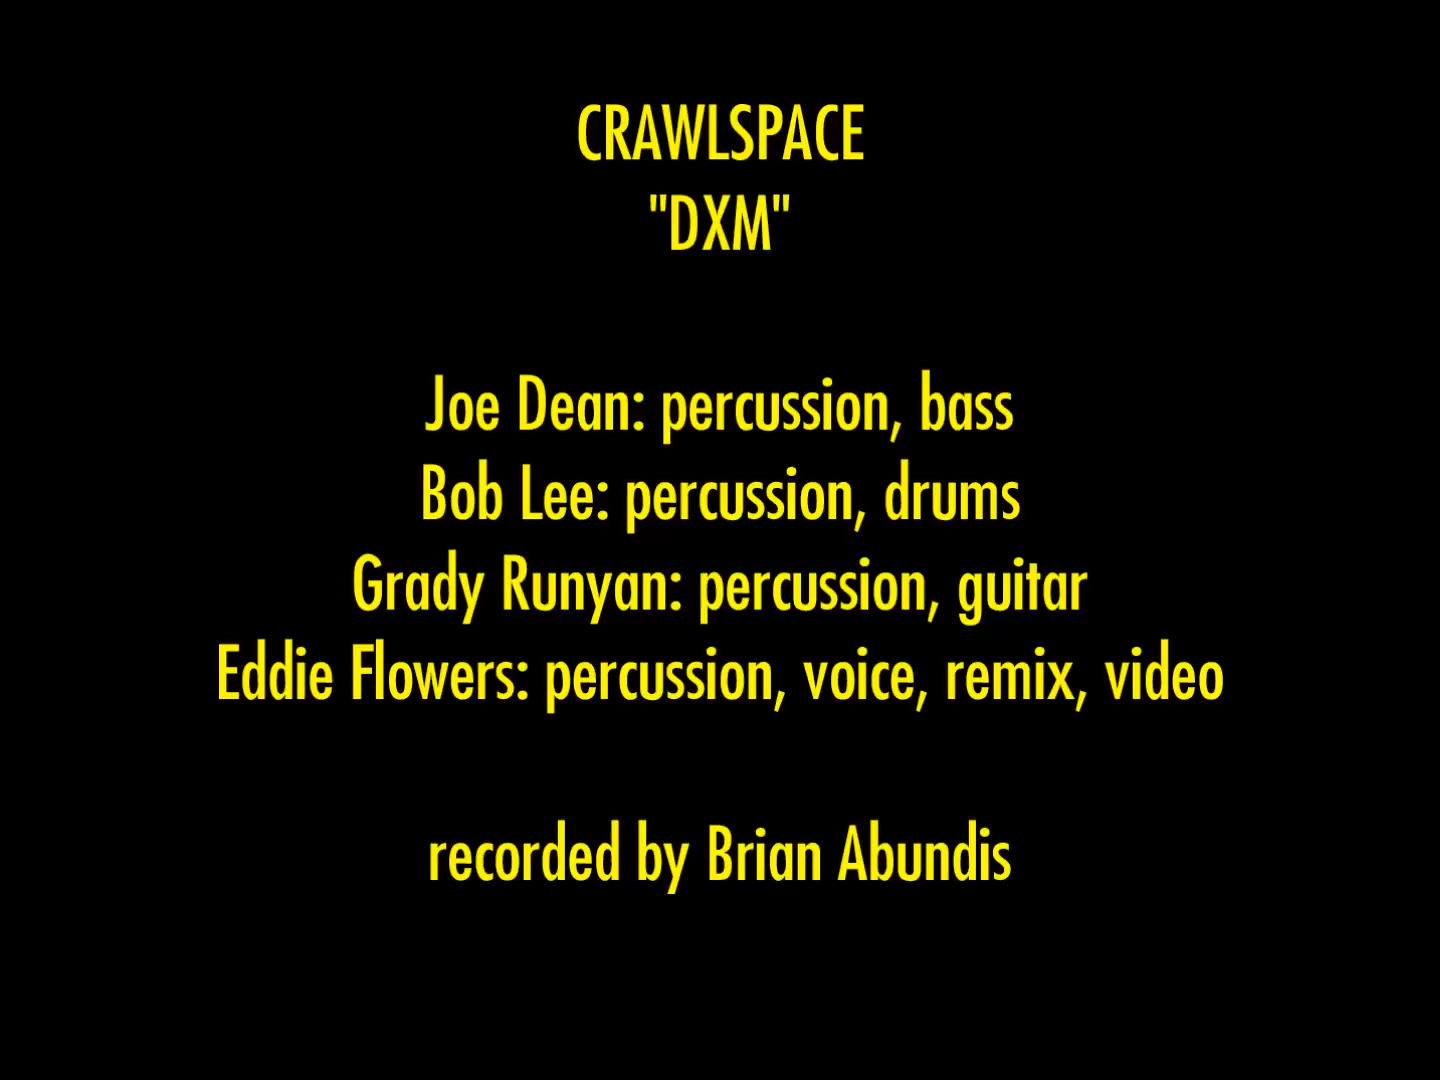 CRAWLSPACE
"DXM"
Joe Dean: percussion, bass
Bob Lee: percussion, drums
Grady Runyan: percussion, guitar
Eddie Flowers: percussion, voice, remix, video
recorded by Brian Abundis